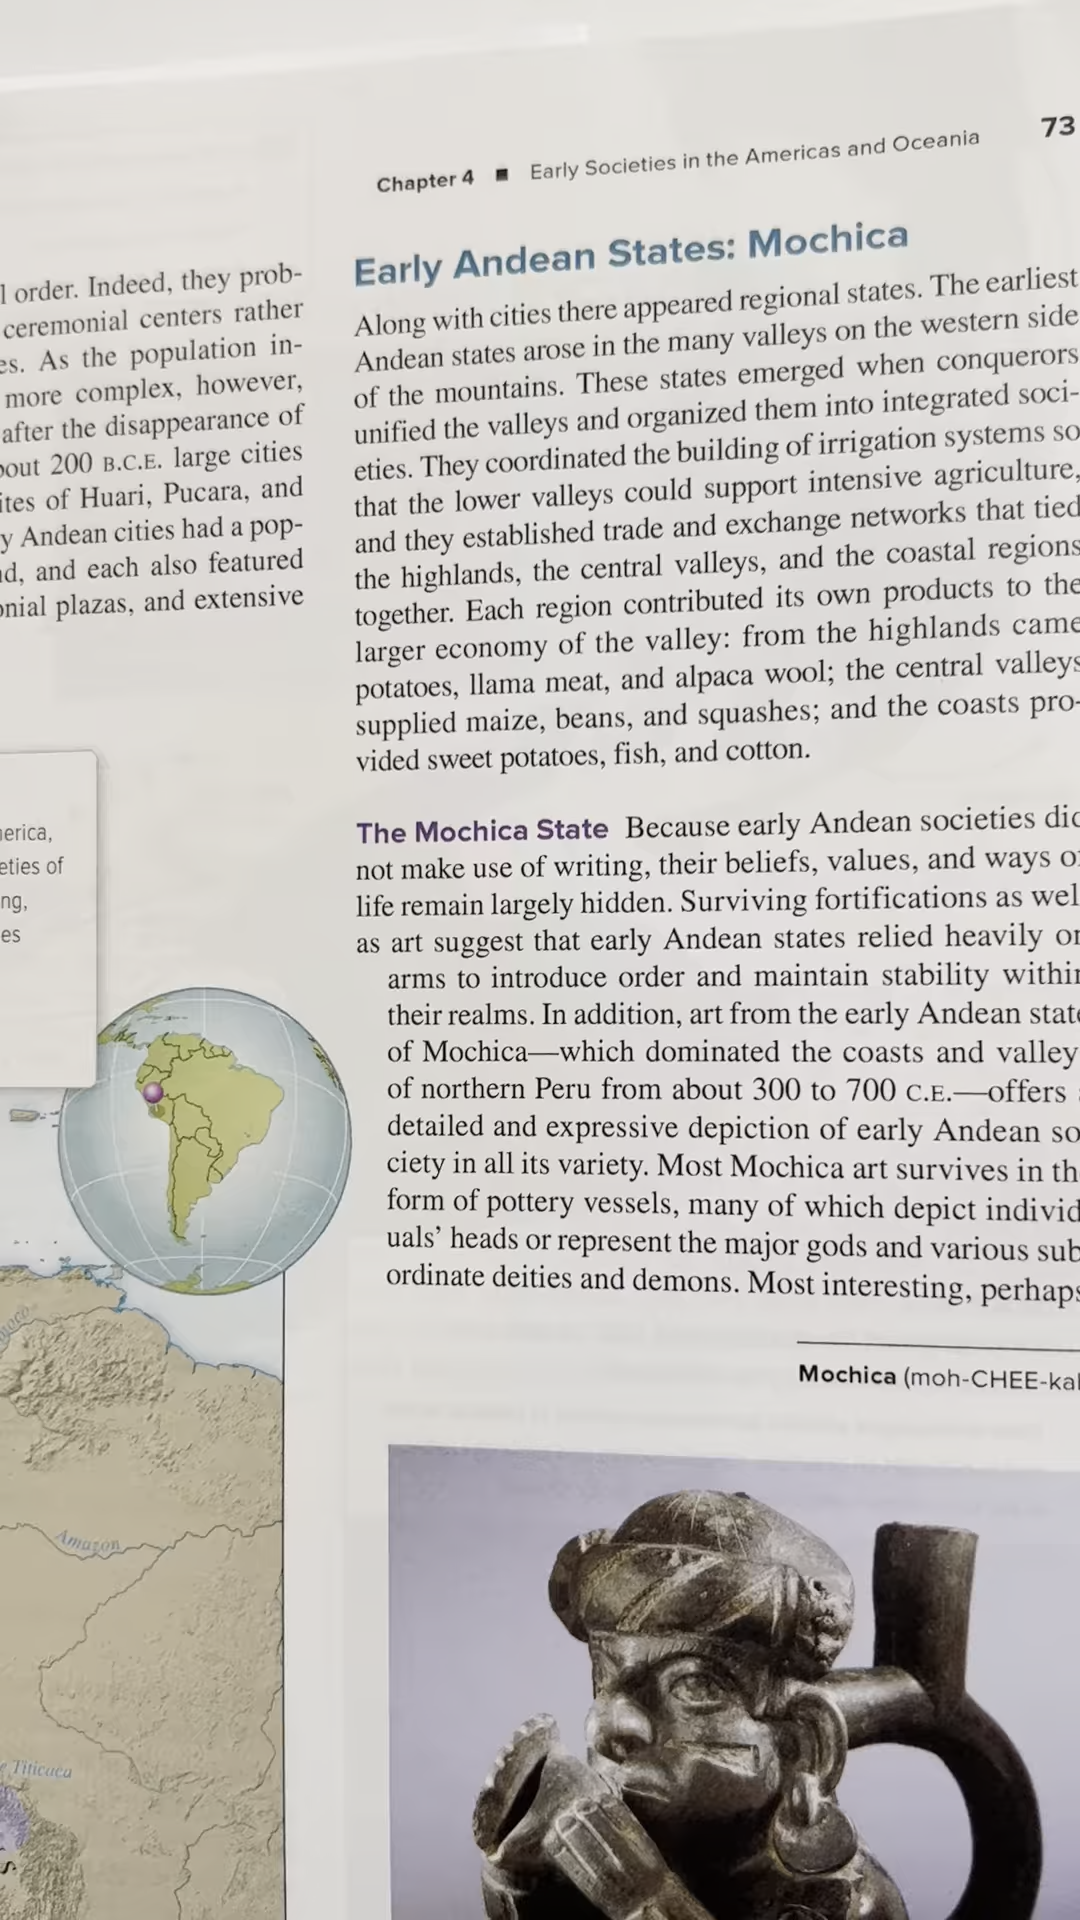 73
Chapter 4 ■ Early Societies in the Americas and Oceania
l order. Indeed, they prob-
ceremonial centers rather
es. As the population in-
more complex, however,
after the disappearance of
bout 200 B.C.E. large cities
ites of Huari, Pucara, and
y Andean cities had a pop-
nd, and each also featured
onial plazas, and extensive
erica,
eties of
ng,
es
Amazon
Titicaca
Early Andean States: Mochica
Along with cities there appeared regional states. The earliest
Andean states arose in the many valleys on the western side
of the mountains. These states emerged when conquerors
unified the valleys and organized them into integrated soci-
eties. They coordinated the building of irrigation systems so
that the lower valleys could support intensive agriculture,
and they established trade and exchange networks that tied
the highlands, the central valleys, and the coastal regions
together. Each region contributed its own products to the
larger economy of the valley: from the highlands came
potatoes, llama meat, and alpaca wool; the central valleys
supplied maize, beans, and squashes; and the coasts pro-
vided sweet potatoes, fish, and cotton.
The Mochica State Because early Andean societies did
not make use of writing, their beliefs, values, and ways of
life remain largely hidden. Surviving fortifications as well
as art suggest that early Andean states relied heavily on
arms to introduce order and maintain stability within
their realms. In addition, art from the early Andean state
of Mochica—which dominated the coasts and valley
of northern Peru from about 300 to 700 C.E.—offers
detailed and expressive depiction of early Andean so
ciety in all its variety. Most Mochica art survives in th
form of pottery vessels, many of which depict individ
uals' heads or represent the major gods and various sub
ordinate deities and demons. Most interesting, perhaps
Mochica (moh-CHEE-kah